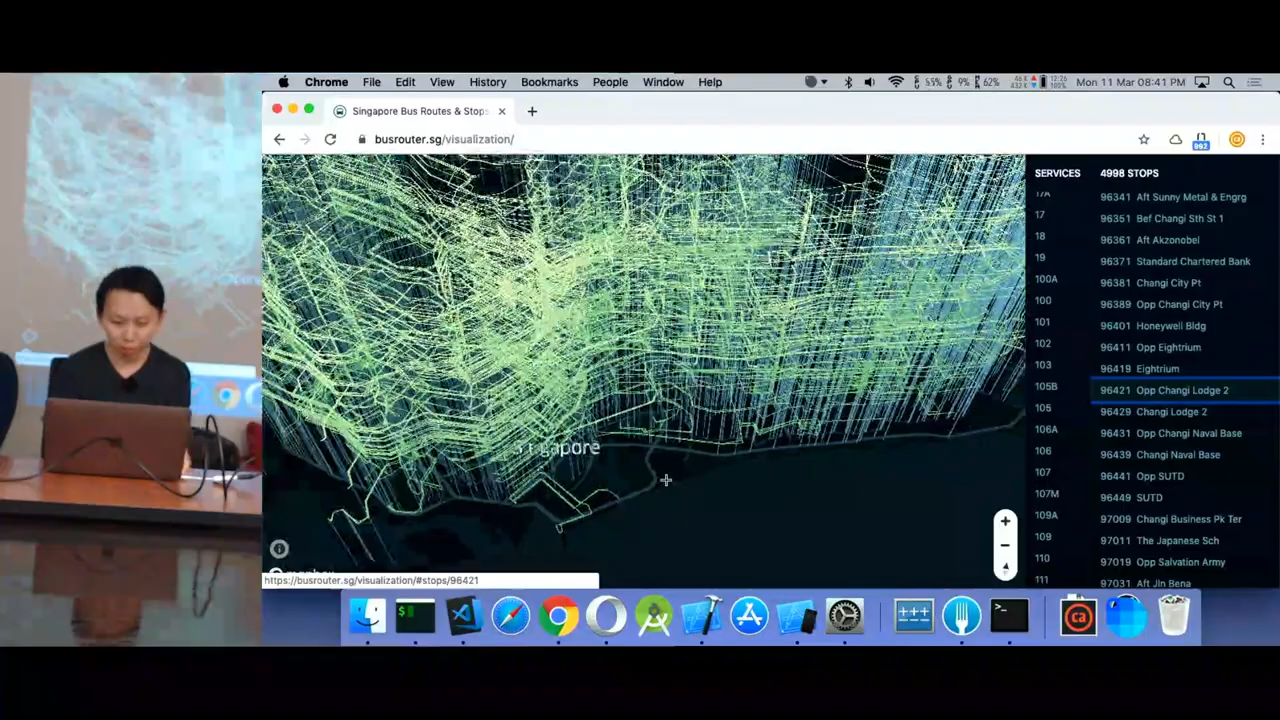 Chrome File Edit View History Bookmarks People Window Help
55% 9% 62% 12:26 100% Mon 11 Mar 08:41 PM
Singapore Bus Routes & Stops
busrouter.sg/visualization/
992
SERVICES
17A
17
18
19
100A
100
101
102
103
105B
105
106A
106
107
107M
109A
109
110
111
4998 STOPS
96341 Aft Sunny Metal & Engrg
96351 Bef Changi Sth St 1
96361 Aft Akzonobel
96371 Standard Chartered Bank
96381 Changi City Pt
96389 Opp Changi City Pt
96401 Honeywell Bldg
96411 Opp Eightrium
96419 Eightrium
96421 Opp Changi Lodge 2
96429 Changi Lodge 2
96431 Opp Changi Naval Base
96439 Changi Naval Base
96441 Opp SUTD
96449 SUTD
97009 Changi Business Pk Ter
97011 The Japanese Sch
97019 Opp Salvation Army
97031 Aft Jln Bena
Singapore
https://busrouter.sg/visualization/#stops/96421